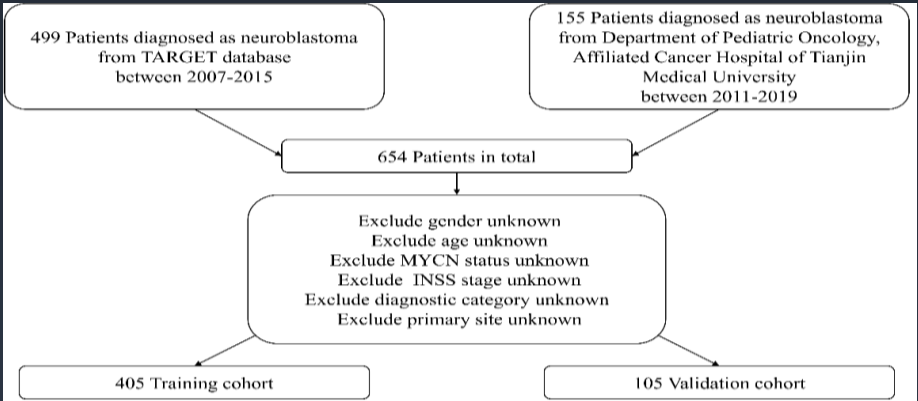 499 Patients diagnosed as neuroblastoma
from TARGET database
between 2007-2015
155 Patients diagnosed as neuroblastoma
from Department of Pediatric Oncology,
Affiliated Cancer Hospital of Tianjin
Medical University
between 2011-2019
654 Patients in total
Exclude gender unknown
Exclude age unknown
Exclude MYCN status unknown
Exclude INSS stage unknown
Exclude diagnostic category unknown
Exclude primary site unknown
405 Training cohort
105 Validation cohort